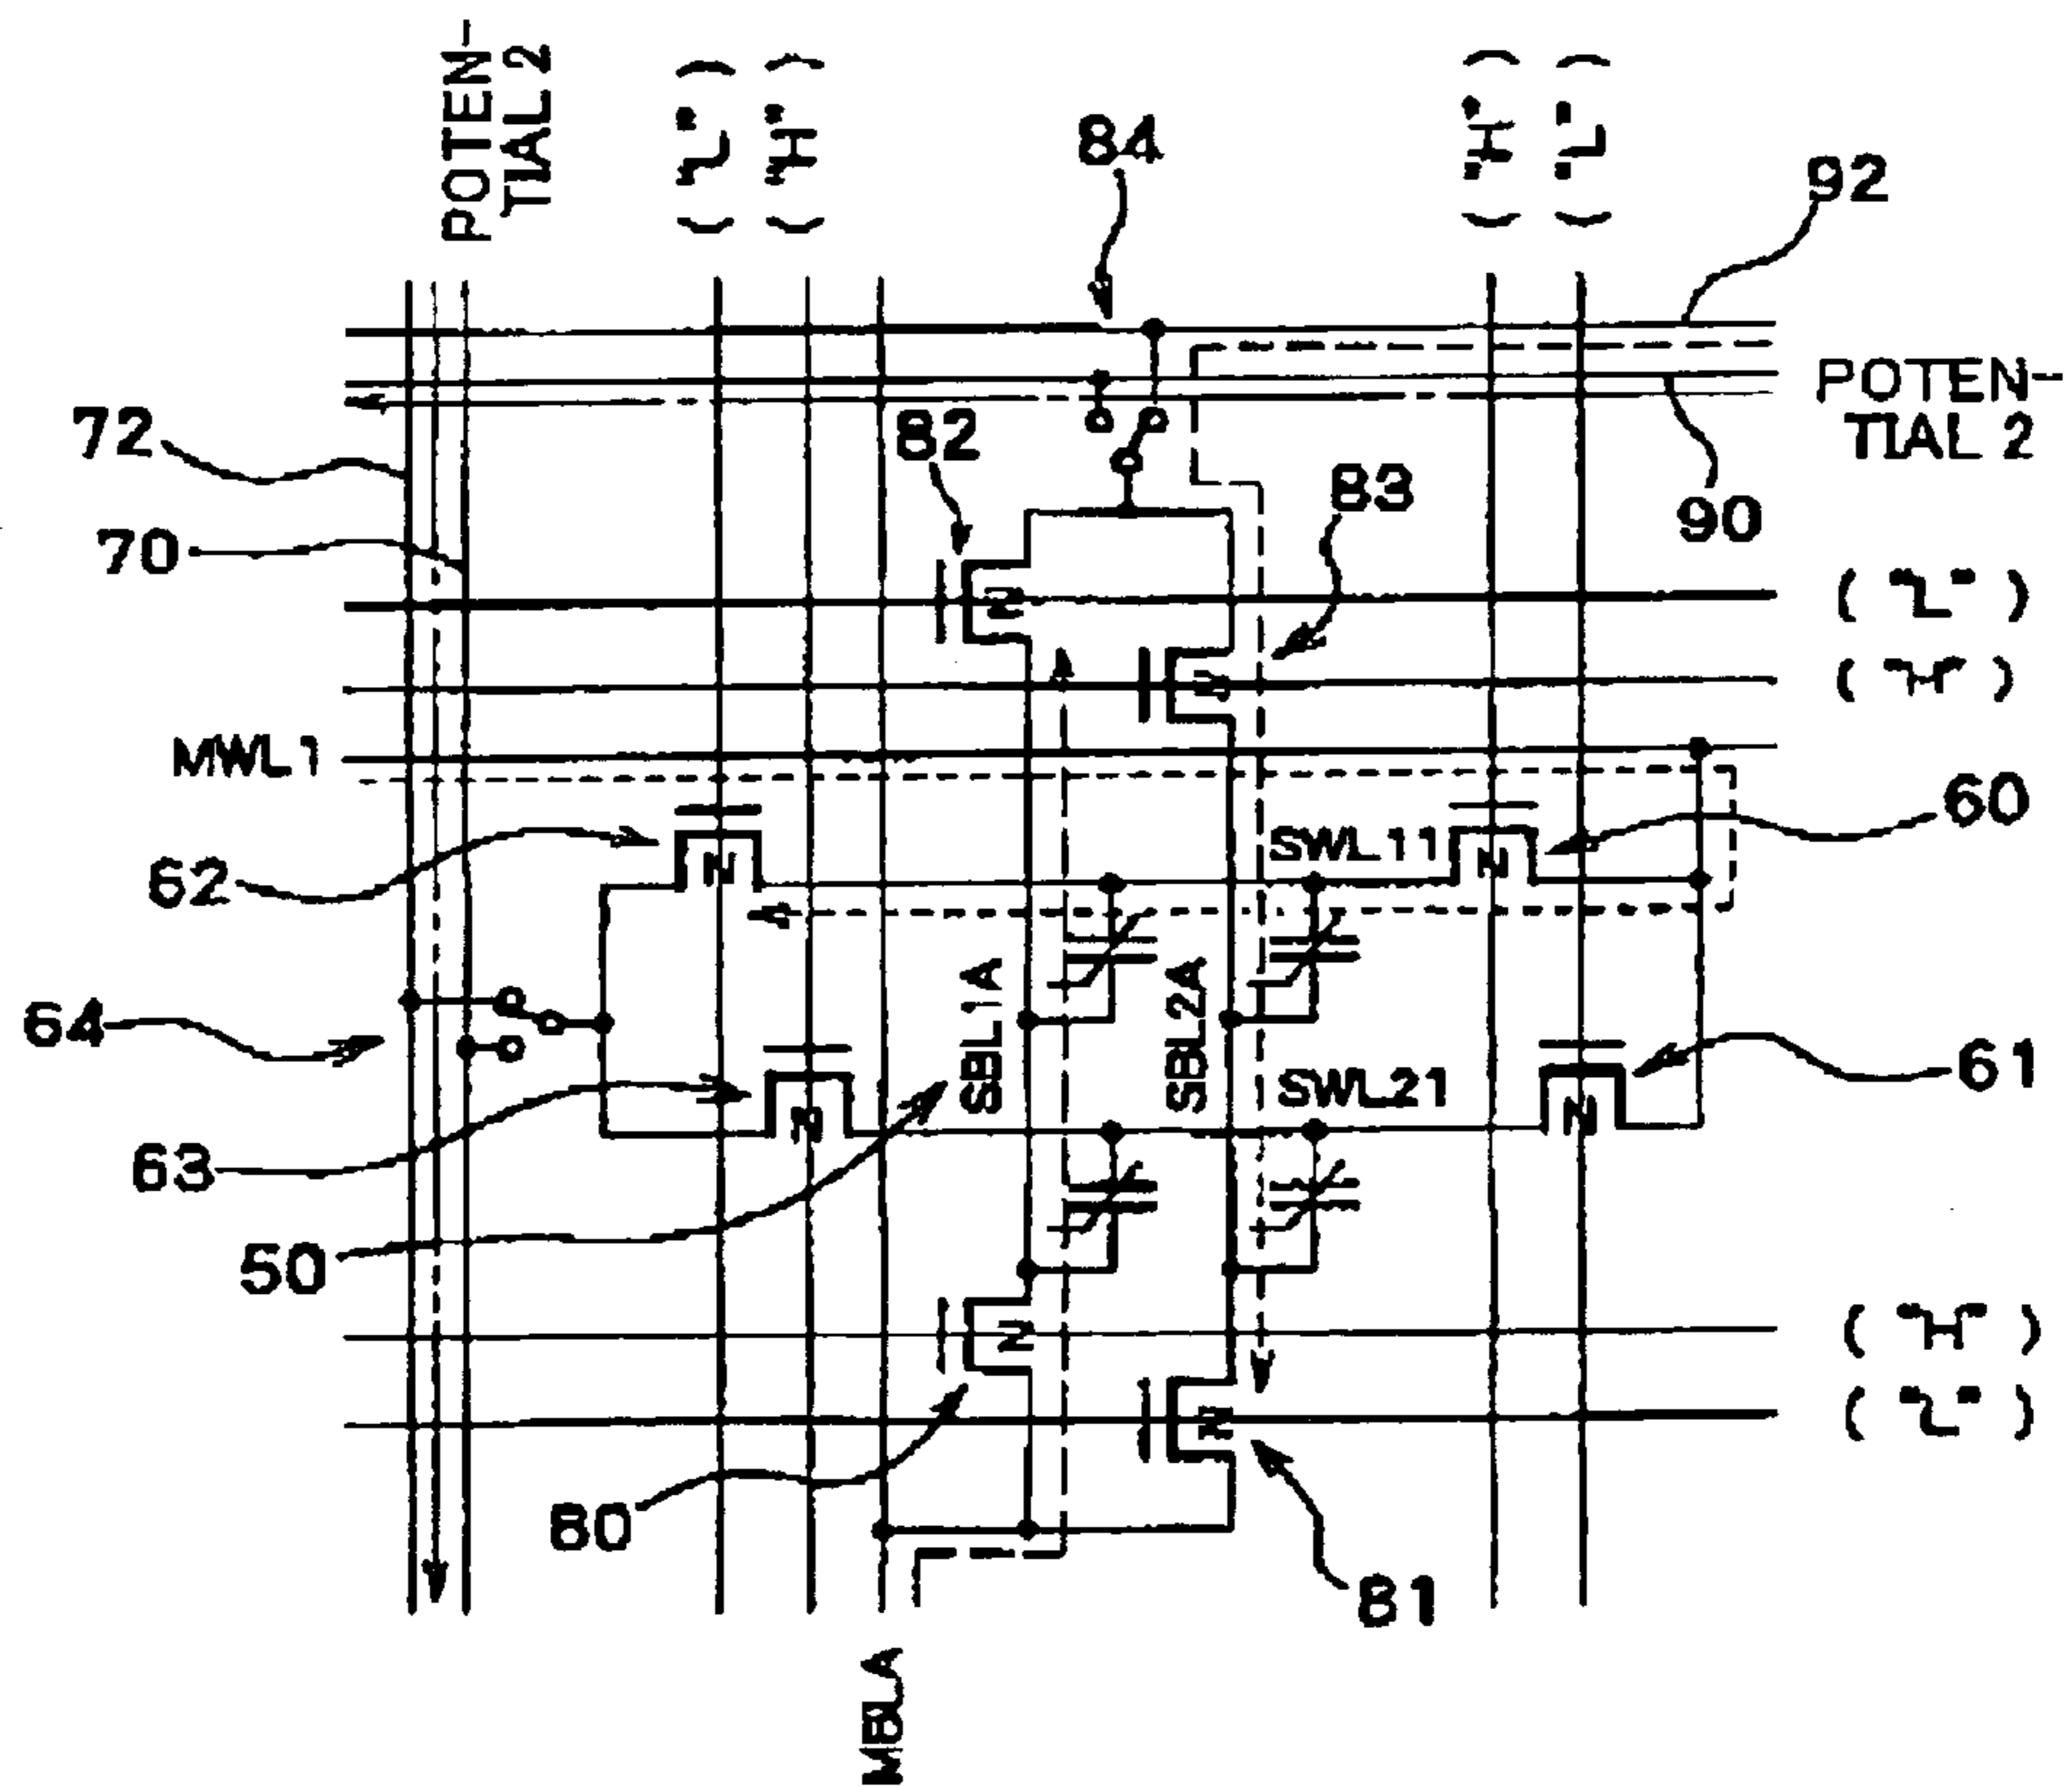 POTEN-
TIAL 2
("L")
("H")
84
("H")
("L")
92
POTEN-
TIAL 2
72
82
83
90
70
("L")
("H")
MWL1
60
62
SWL11
N
N
N
N
SBL1A
SBL2A
64
SWL21
61
63
N
N
50
N
("H")
N
("L")
80
81
MBLA